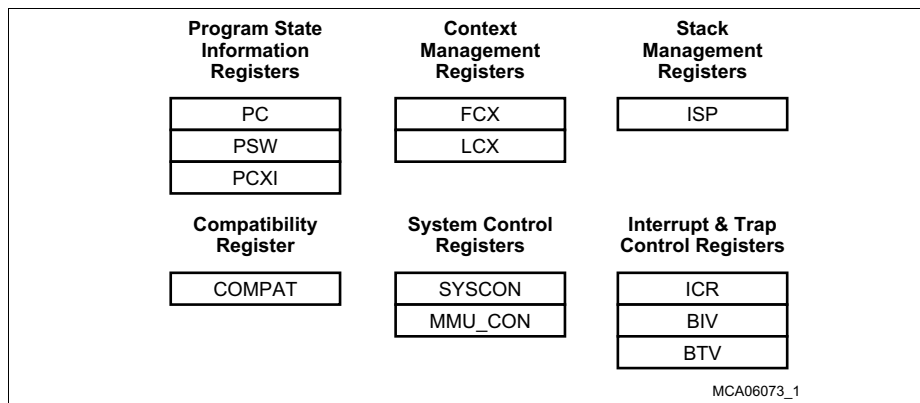 Program State
Information
Registers
PC
PSW
PCXI
Context
Management
Registers
FCX
LCX
Stack
Management
Registers
ISP
Compatibility
Register
COMPAT
System Control
Registers
SYSCON
MMU_CON
Interrupt & Trap
Control Registers
ICR
BIV
BTV
MCA06073_1